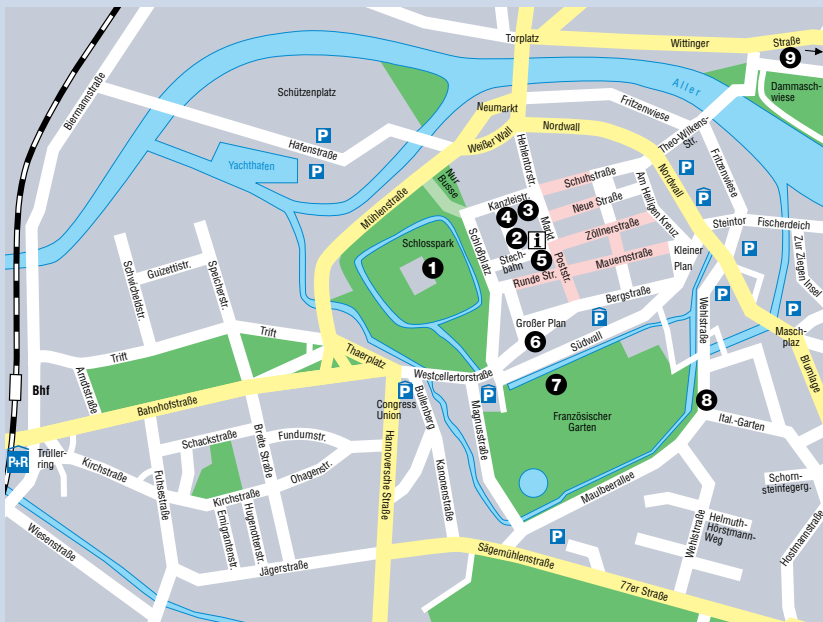 Torplatz
Wittinger
Straße
9
Biermannstraße
Schützenplatz
Aller
Dammasch-
wiese
Neumarkt
Fritzenwiese
P
Hafenstraße
Weißer Wall
Nordwall
Theo-Wilkens-
Str.
Yachthafen
P
Hehlentorstr.
P
Nordwall
Fritzenwiese
P
Nur
Busse
Schuhstraße
Am Heiligen Kreuz
Mühlenstraße
Kanzleistr.
Neue Straße
4
3
Markt
Zöllnerstraße
Steintor
Fischerdeich
Schlosspark
Schloßplatz
2
i
Kleiner
Plan
P
Zur Ziegen Insel
1
Stech-
bahn
5
Poststr.
Mauernstraße
Runde Str.
Bergstraße
Schwicheldtstr.
Guizettistr.
Speicherstr.
P
P
Großer Plan
Wehlstraße
6
Südwall
Masch-
plaz
Blumlage
Trift
Trift
Thaerplatz
Westcellertorstraße
Arndtstraße
Bhf
Bahnhofstraße
P
Congress
Union
Bullenberg
P
Magnusstraße
7
Französischer
Garten
8
Ital.-Garten
Schackstraße
Breite Straße
Fundumstr.
Hannoversche Straße
P+R
Trüller-
ring
Kirchstraße
Fuhsestraße
Ohagenstr.
Kanonenstraße
Kirchstraße
Maulbeerallee
Schorn-
steinfegerg.
Emigrantenstr.
Hugenottenstr.
Wiesenstraße
Jägerstraße
P
Sägemühlenstraße
Wehlstraße
Helmuth-
Hörstmann-
Weg
Hostmannstraße
77er Straße